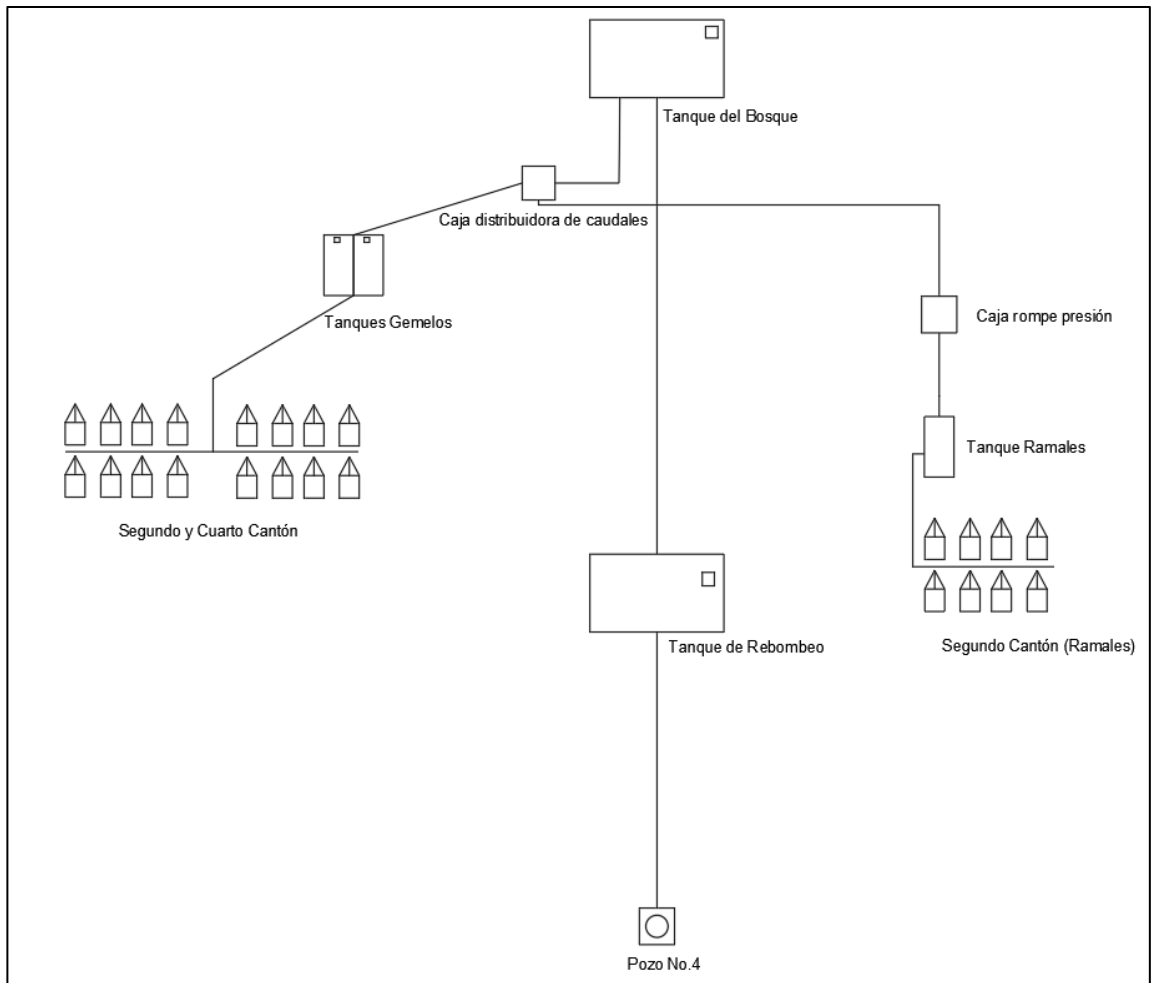 Tanque del Bosque
Caja distribuidora de caudales
Caja rompe presión
Tanques Gemelos
Tanque Ramales
Segundo y Cuarto Cantón
Tanque de Rebombeo
Segundo Cantón (Ramales)
Pozo No.4